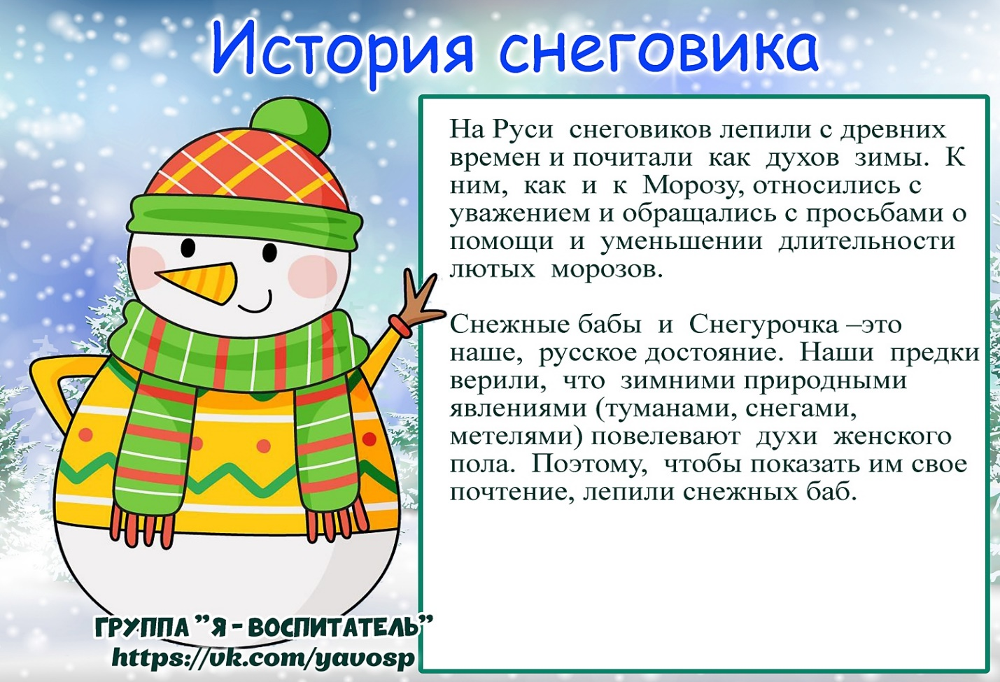 История снеговика
На Руси снеговиков лепили с древних
времен и почитали как духов зимы. К
ним, как и к Морозу, относились с
уважением и обращались с просьбами о
помощи и уменьшении длительности
лютых морозов.
Снежные бабы и Снегурочка –это
наше, русское достояние. Наши предки
верили, что зимними природными
явлениями (туманами, снегами,
метелями) повелевают духи женского
пола. Поэтому, чтобы показать им свое
почтение, лепили снежных баб.
ГРУППА "Я - ВОСПИТАТЕЛЬ"
https://vk.com/yavosp